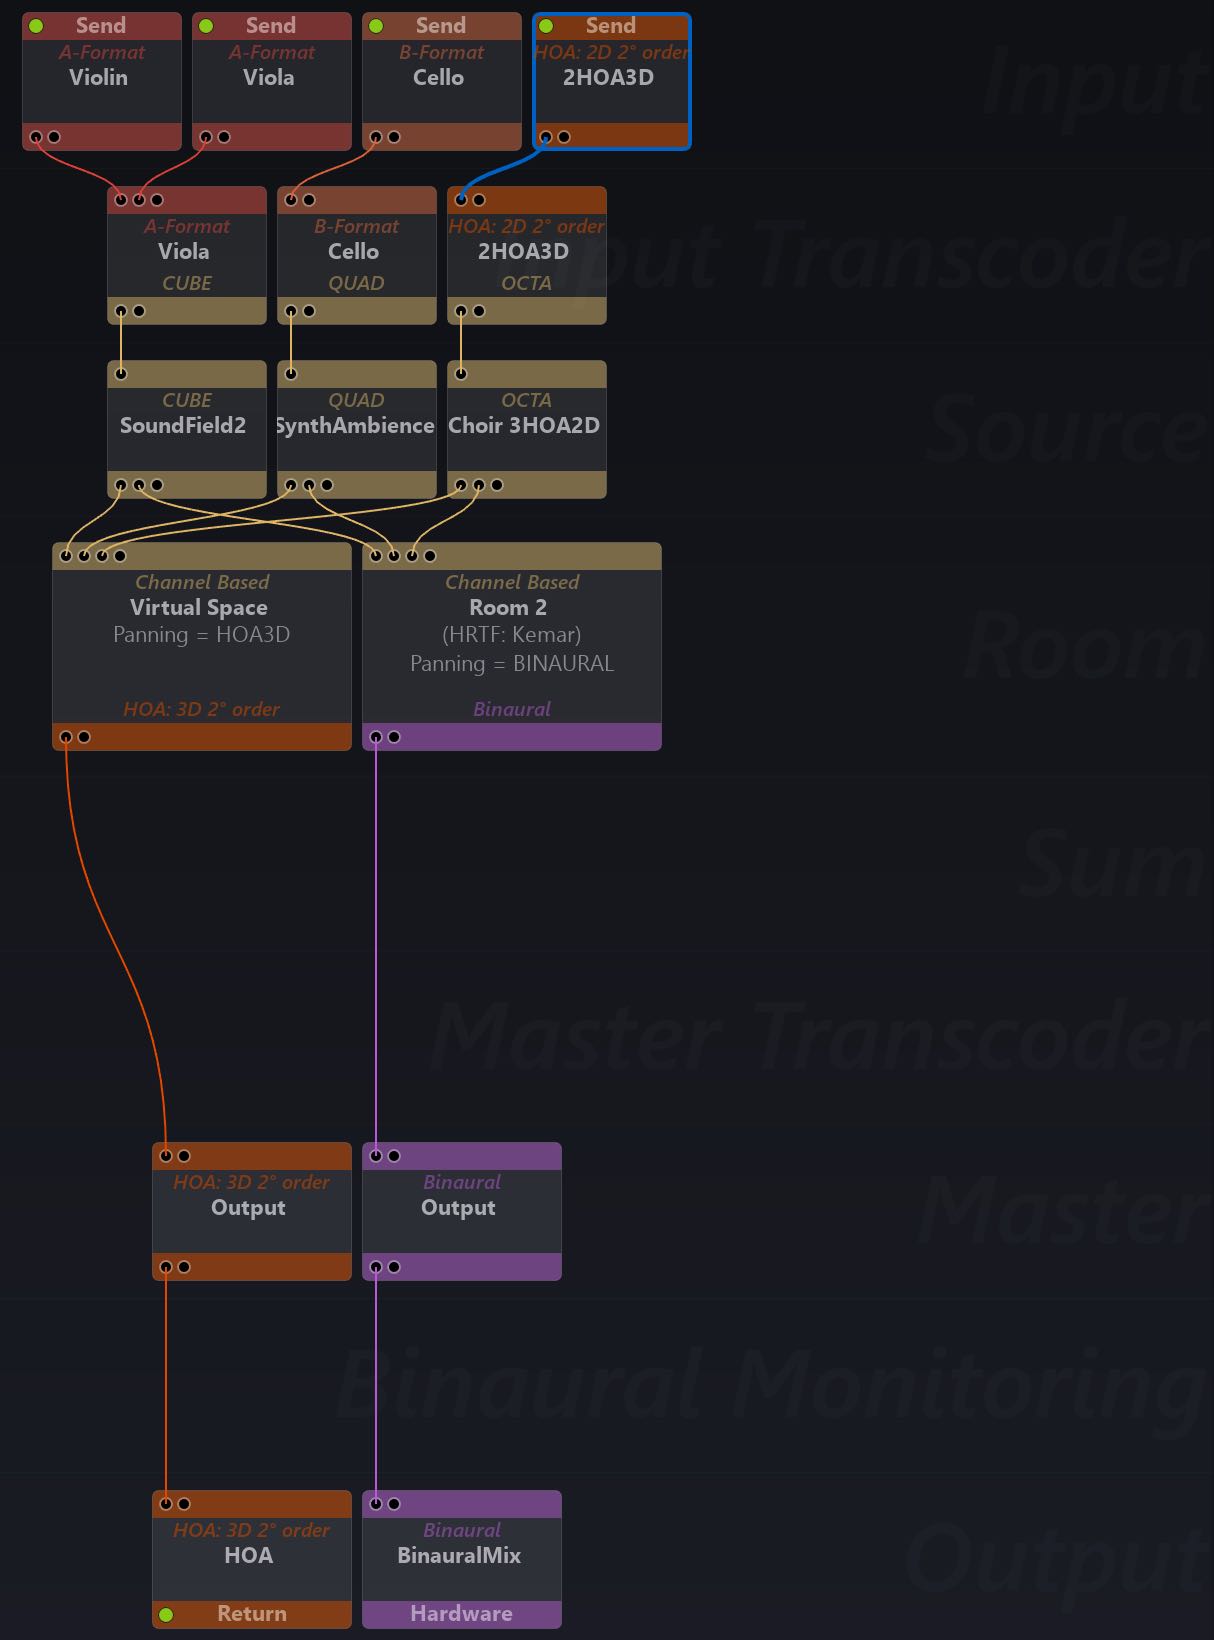 Send
A-Format
Violin
Send
A-Format
Viola
Send
B-Format
Cello
Send
HOA: 2D 2° order
2HOA3D
Input
A-Format
Viola
CUBE
B-Format
Cello
QUAD
HOA: 2D 2° order
2HOA3D
OCTA
Input Transcoder
CUBE
SoundField2
QUAD
SynthAmbience
OCTA
Choir 3HOA2D
Source
Channel Based
Virtual Space
Panning = HOA3D
HOA: 3D 2° order
Channel Based
Room 2
(HRTF: Kemar)
Panning = BINAURAL
Binaural
Room
Sum
Master Transcoder
HOA: 3D 2° order
Output
Binaural
Output
Master
Binaural Monitoring
HOA: 3D 2° order
HOA
Return
Binaural
BinauralMix
Hardware
Output